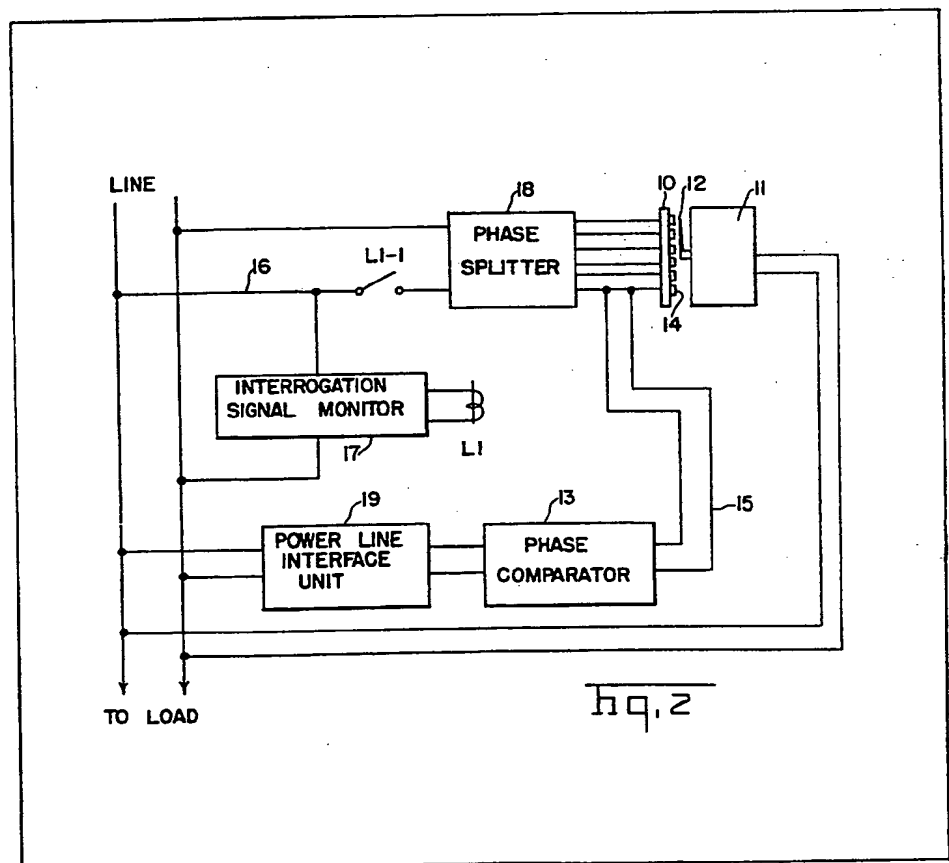 LINE
18
10 12 11
PHASE
SPLITTER
L1-1
16
14
INTERROGATION
SIGNAL MONITOR
17
L1
19
13
15
POWER LINE
INTERFACE
UNIT
PHASE
COMPARATOR
TO LOAD
fig. 2